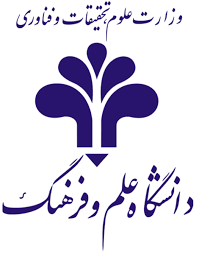 وزارت علوم تحقیقات و فناوری
دانشگاه علم و فرهنگ